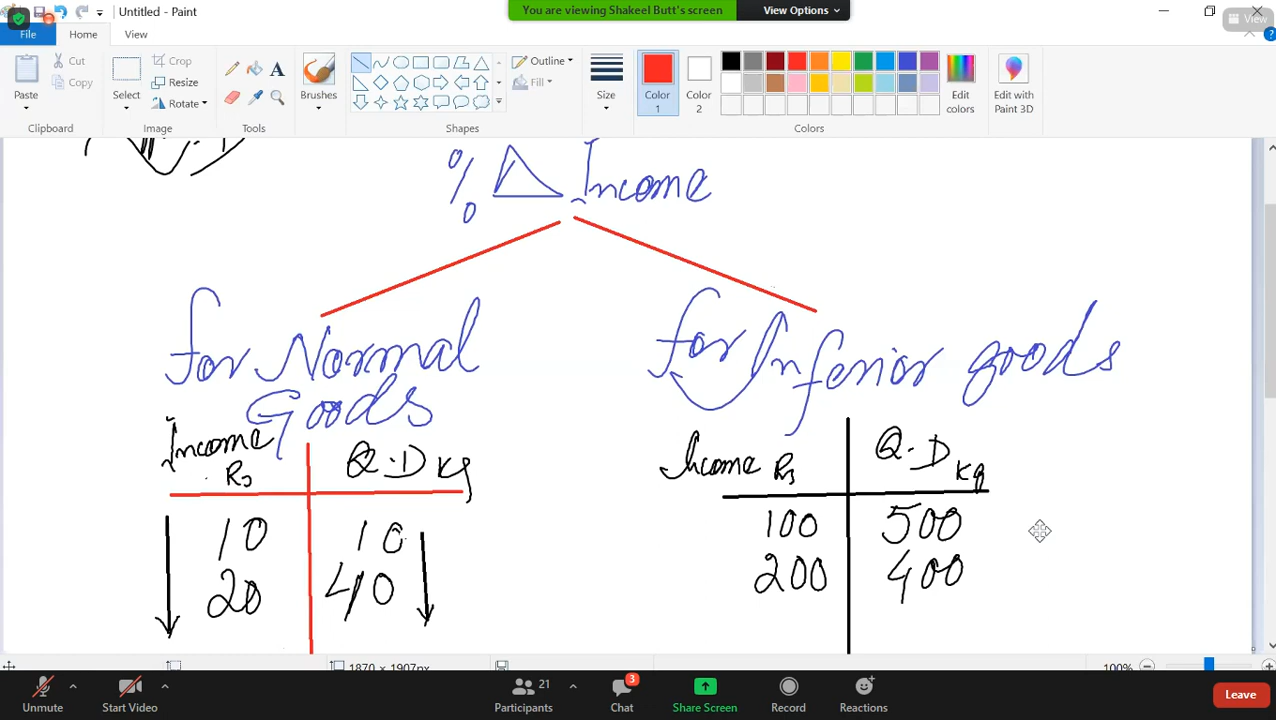 Untitled - Paint
You are viewing Shakeel Butt's screen
View Options
View
File
Home
View
Paste
Cut
Copy
Clipboard
Select
Crop
Resize
Rotate
Image
Tools
Brushes
Shapes
Outline
Fill
Size
Color 1
Color 2
Edit colors
Edit with Paint 3D
Colors
% △ Income
for Normal Goods
for Inferior goods
Income Rs
Q.D Kg
10 10
20 40
Income Rs
Q.D Kg
100 500
200 400
1870 × 1907px
100%
Unmute
Start Video
21
Participants
3
Chat
Share Screen
Record
Reactions
Leave